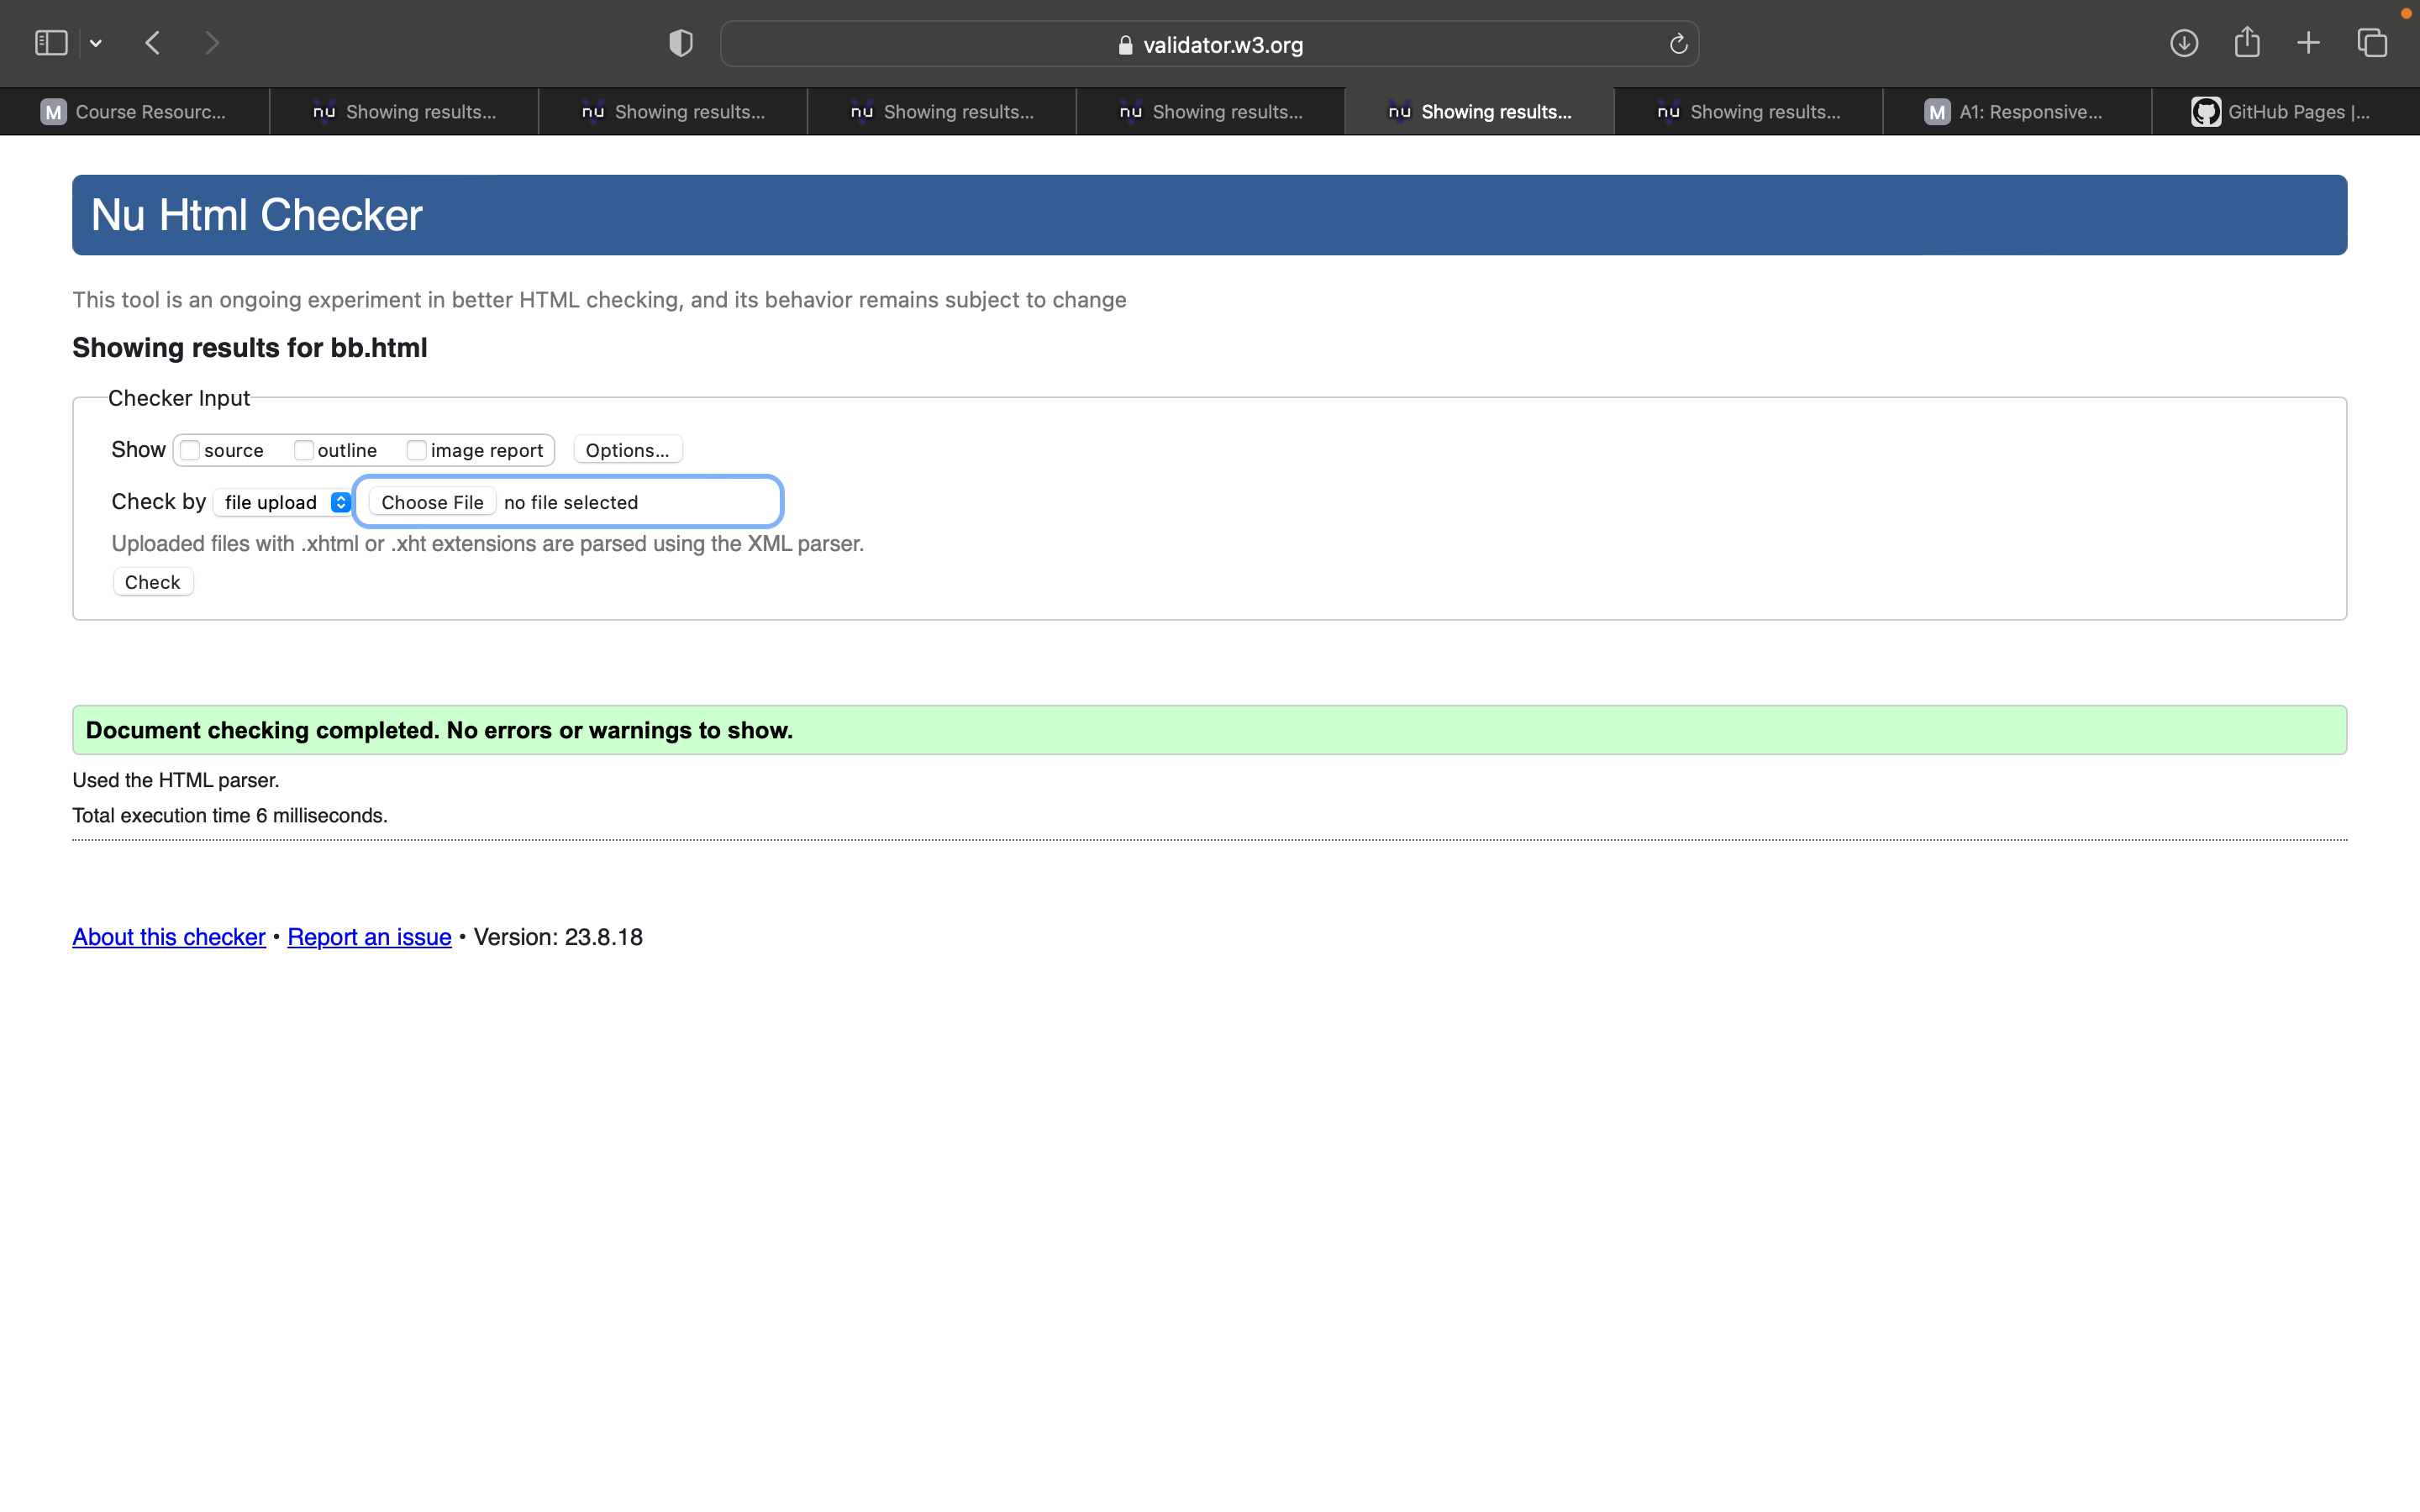 validator.w3.org
M Course Resourc... nu Showing results... nu Showing results... nu Showing results... nu Showing results... nu Showing results... nu Showing results... M A1: Responsive... GitHub Pages |...
Nu Html Checker
This tool is an ongoing experiment in better HTML checking, and its behavior remains subject to change
Showing results for bb.html
Checker Input
Show source outline image report Options...
Check by file upload Choose File no file selected
Uploaded files with .xhtml or .xht extensions are parsed using the XML parser.
Check
Document checking completed. No errors or warnings to show.
Used the HTML parser.
Total execution time 6 milliseconds.
About this checker • Report an issue • Version: 23.8.18